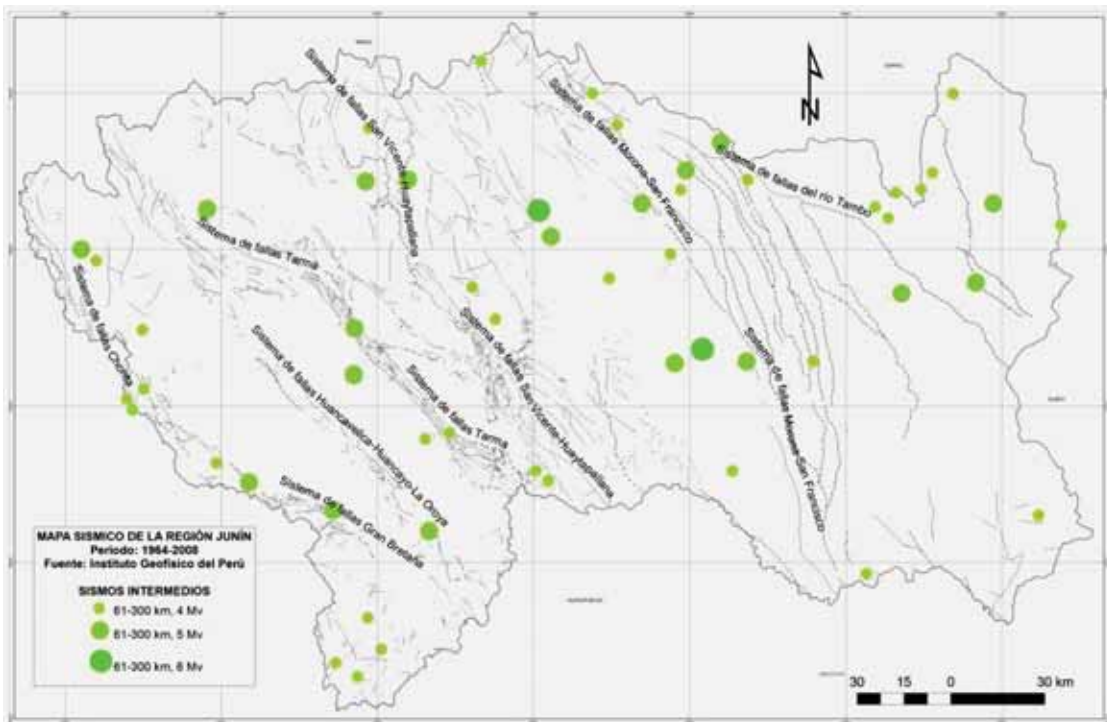 Sistema de fallas San Vicente-Huaytapallana
Sistema de fallas Morona-San Francisco
N
Sistema de fallas del río Tambo
Sistema de fallas Tarma
Sistema de fallas Chonta
Sistema de fallas Huancavelica-Huancayo-La Oroya
Sistema de fallas Tarma
Sistema de fallas San Vicente-Huaytapallana
Sistema de fallas Morona-San Francisco
Sistema de fallas Gran Bretaña
MAPA SISMICO DE LA REGIÓN JUNÍN
Periodo: 1964-2008
Fuente: Instituto Geofísico del Perú
SISMOS INTERMEDIOS
61-300 km, 4 Mv
61-300 km, 5 Mv
61-300 km, 6 Mv
30 15 0 30 km